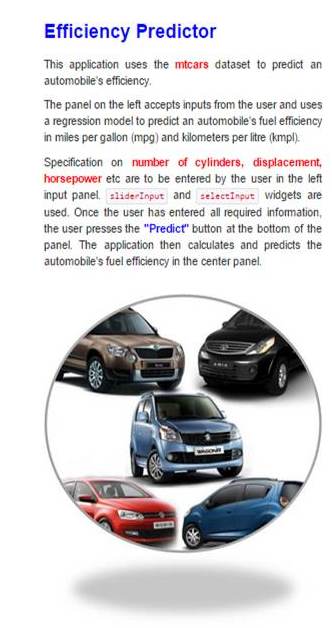 Efficiency Predictor
This application uses the mtcars dataset to predict an
automobile's efficiency.
The panel on the left accepts inputs from the user and uses
a regression model to predict an automobile's fuel efficiency
in miles per gallon (mpg) and kilometers per litre (kmpl).
Specification on number of cylinders, displacement,
horsepower etc are to be entered by the user in the left
input panel. sliderInput and selectInput widgets are
used. Once the user has entered all required information,
the user presses the "Predict" button at the bottom of the
panel. The application then calculates and predicts the
automobile's fuel efficiency in the center panel.
WAGONR